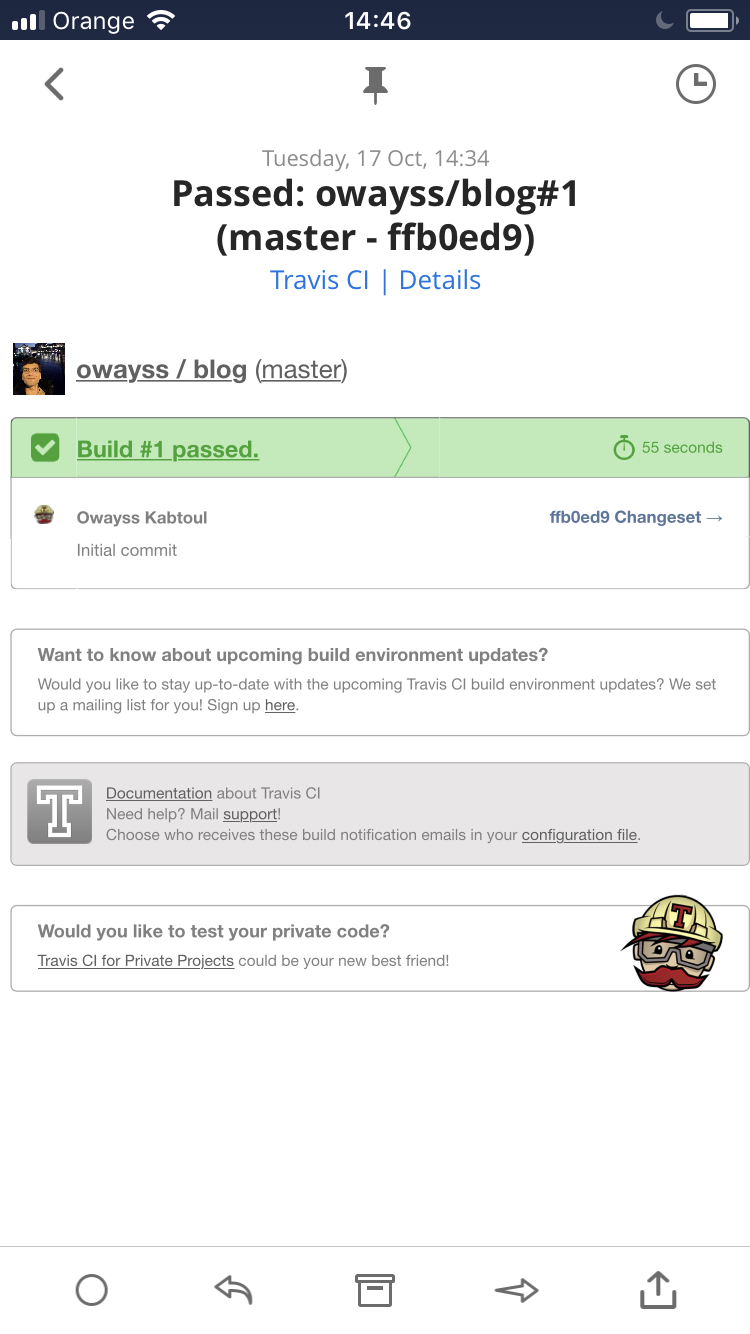 Orange 14:46
Tuesday, 17 Oct, 14:34
Passed: owayss/blog#1
(master - ffb0ed9)
Travis CI | Details
owayss / blog (master)
Build #1 passed. 55 seconds
Owayss Kabtoul ffb0ed9 Changeset →
Initial commit
Want to know about upcoming build environment updates?
Would you like to stay up-to-date with the upcoming Travis CI build environment updates? We set
up a mailing list for you! Sign up here.
T
Documentation about Travis CI
Need help? Mail support!
Choose who receives these build notification emails in your configuration file.
T
Would you like to test your private code?
Travis CI for Private Projects could be your new best friend!